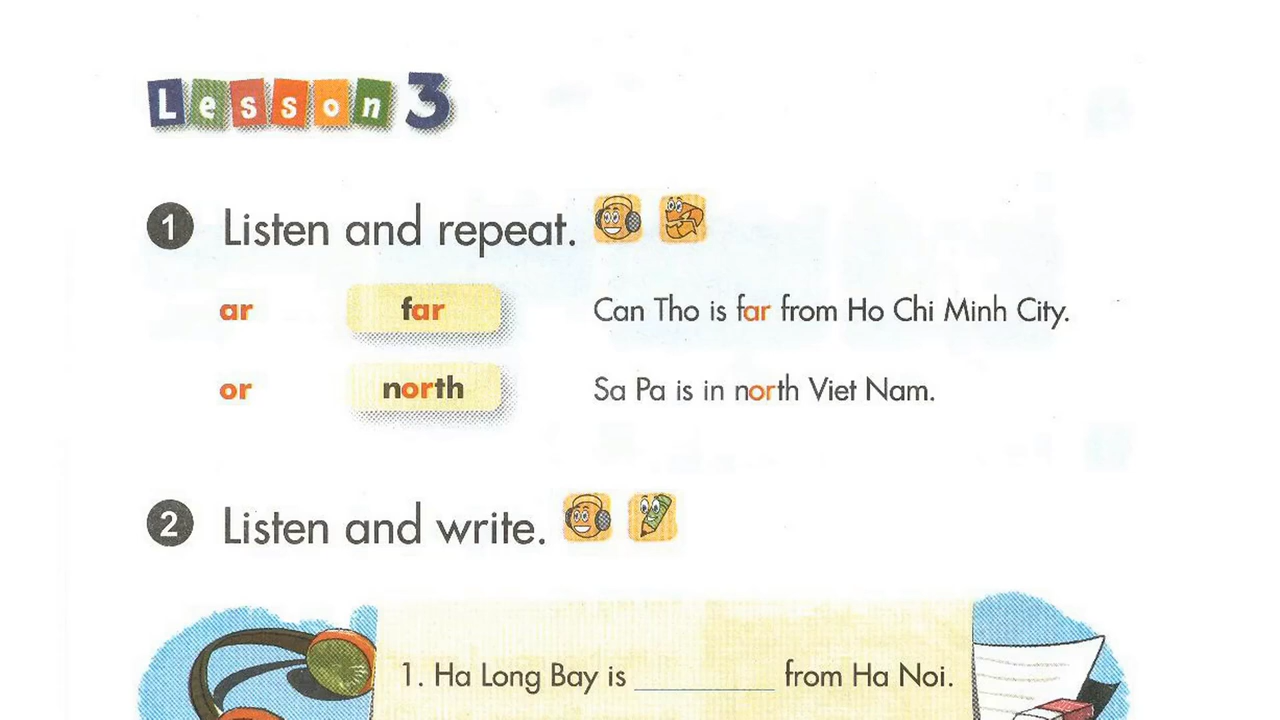 Lesson 3
1 Listen and repeat.
ar far Can Tho is far from Ho Chi Minh City.
or north Sa Pa is in north Viet Nam.
2 Listen and write.
1. Ha Long Bay is __________ from Ha Noi.